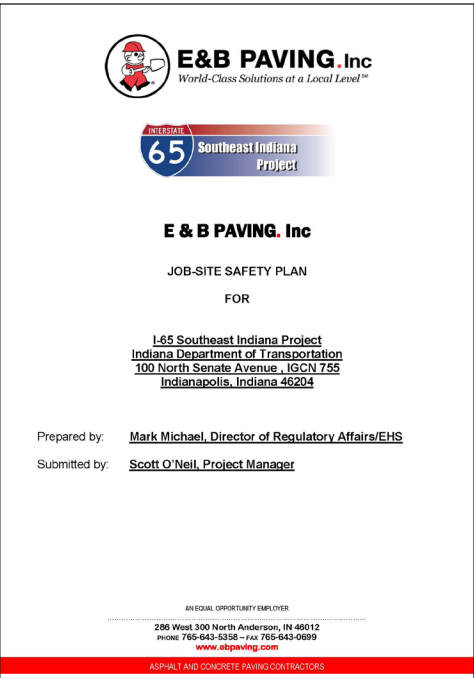 E&B PAVING.Inc
World-Class Solutions at a Local Level℠
INTERSTATE
65
Southeast Indiana
Project
E & B PAVING. Inc
JOB-SITE SAFETY PLAN
FOR
I-65 Southeast Indiana Project
Indiana Department of Transportation
100 North Senate Avenue , IGCN 755
Indianapolis, Indiana 46204
Prepared by: Mark Michael, Director of Regulatory Affairs/EHS
Submitted by: Scott O'Neil, Project Manager
AN EQUAL OPPORTUNITY EMPLOYER
286 West 300 North Anderson, IN 46012
PHONE 765-643-5358 – FAX 765-643-0699
www.ebpaving.com
ASPHALT AND CONCRETE PAVING CONTRACTORS